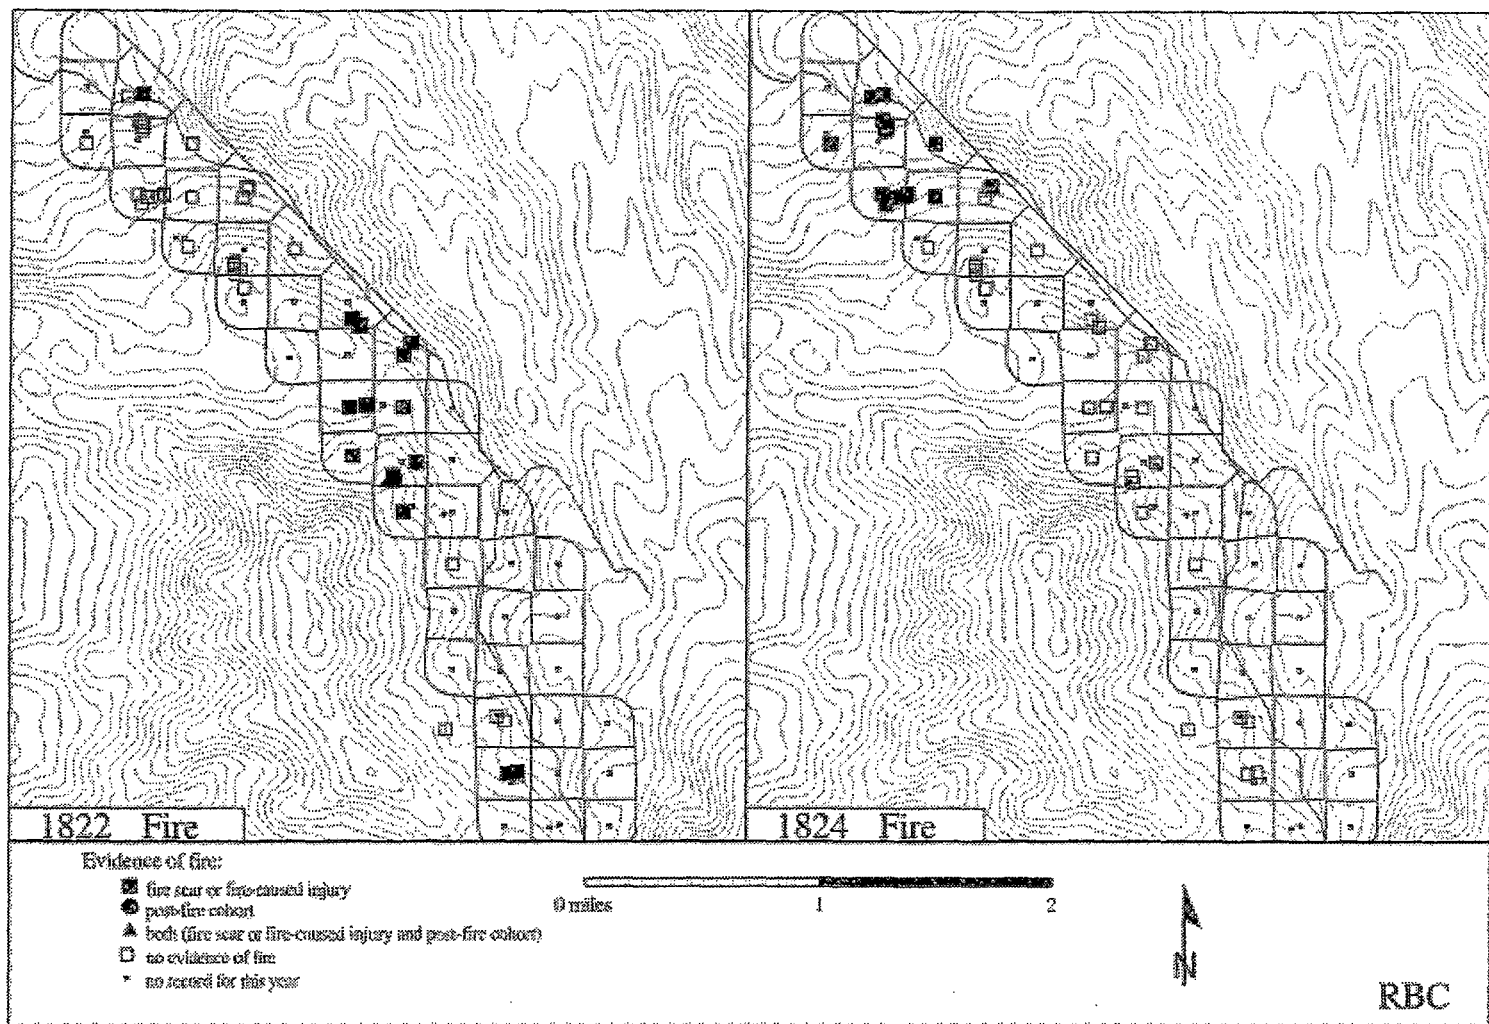 1822 Fire
1824 Fire
Evidence of fire:
fire scar or fire-caused injury
post-fire cohort
both (fire scar or fire-caused injury and post-fire cohort)
no evidence of fire
no record for this year
0 miles 1 2
N
RBC